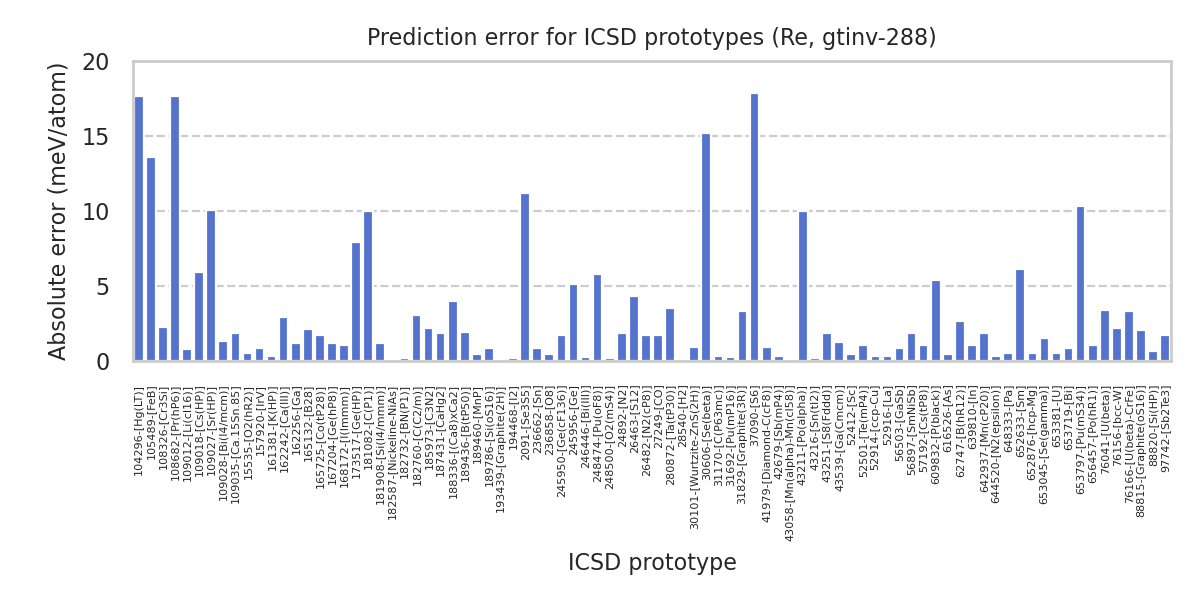 Prediction error for ICSD prototypes (Re, gtinv-288)
Absolute error (meV/atom)
20
15
10
5
0
104296-[Hg(LT)]
105489-[FeB]
108326-[Cr3Si]
108682-[Pr(hP6)]
109012-[Li(cI16)]
109018-[Cs(HP)]
109027-[Bi(III)]
109028-[Bi(I4/mcm)]
109035-[Ca.15Sn.85]
15535-[O2(hR2)]
157920-[IrV]
161381-[K(HP)]
162242-[Ca(III)]
162256-[Ga]
165132-[B28]
165725-[Co(tP28)]
167204-[Ge(hP8)]
168172-[I(Immm)]
173517-[Ge(HP)]
181082-[C(P1)]
181908-[Si(I4/mmm)]
182587-[Nickeline-NiAs]
182732-[BN(P1)]
182760-[C(C2/m)]
185973-[C3N2]
187431-[CaHg2]
188336-[(Ca8)xCa2]
189436-[B(tP50)]
189460-[MnP]
189786-[Si(oS16)]
193439-[Graphite(2H)]
194468-[I2]
2091-[Se3S5]
236662-[Sn]
236858-[O8]
245950-[Ge(cF136)]
245956-[Ge]
246446-[Bi(III)]
248474-[Pu(oF8)]
248500-[O2(mS4)]
24892-[N2]
26463-[S12]
26482-[N2(cP8)]
27249-[CO]
280872-[Ta(tP30)]
28540-[H2]
30101-[Wurtzite-ZnS(2H)]
30606-[Se(beta)]
31170-[C(P63mc)]
31692-[Pu(mP16)]
31829-[Graphite(3R)]
37090-[S6]
41979-[Diamond-C(cF8)]
42679-[Sb(mP4)]
43058-[Mn(alpha)-Mn(cI58)]
43211-[Po(alpha)]
43216-[Sn(tI2)]
43251-[S8(Fddd)]
43539-[Ga(Cmcm)]
52412-[Sc]
52501-[Te(mP4)]
52914-[ccp-Cu]
52916-[La]
56503-[GaSb]
56897-[SmNiSb]
57192-[Cs(tP8)]
609832-[P(black)]
616526-[As]
62747-[B(hR12)]
639810-[In]
642937-[Mn(cP20)]
644520-[N2(epsilon)]
648333-[Pa]
652633-[Sm]
652876-[hcp-Mg]
653045-[Se(gamma)]
653381-[U]
653719-[Bi]
653797-[Pu(mS34)]
656457-[Po(hR1)]
76041-[U(beta)]
76156-[bcc-W]
76166-[U(beta)-CrFe]
88815-[Graphite(oS16)]
88820-[Si(HP)]
97742-[Sb2Te3]
ICSD prototype